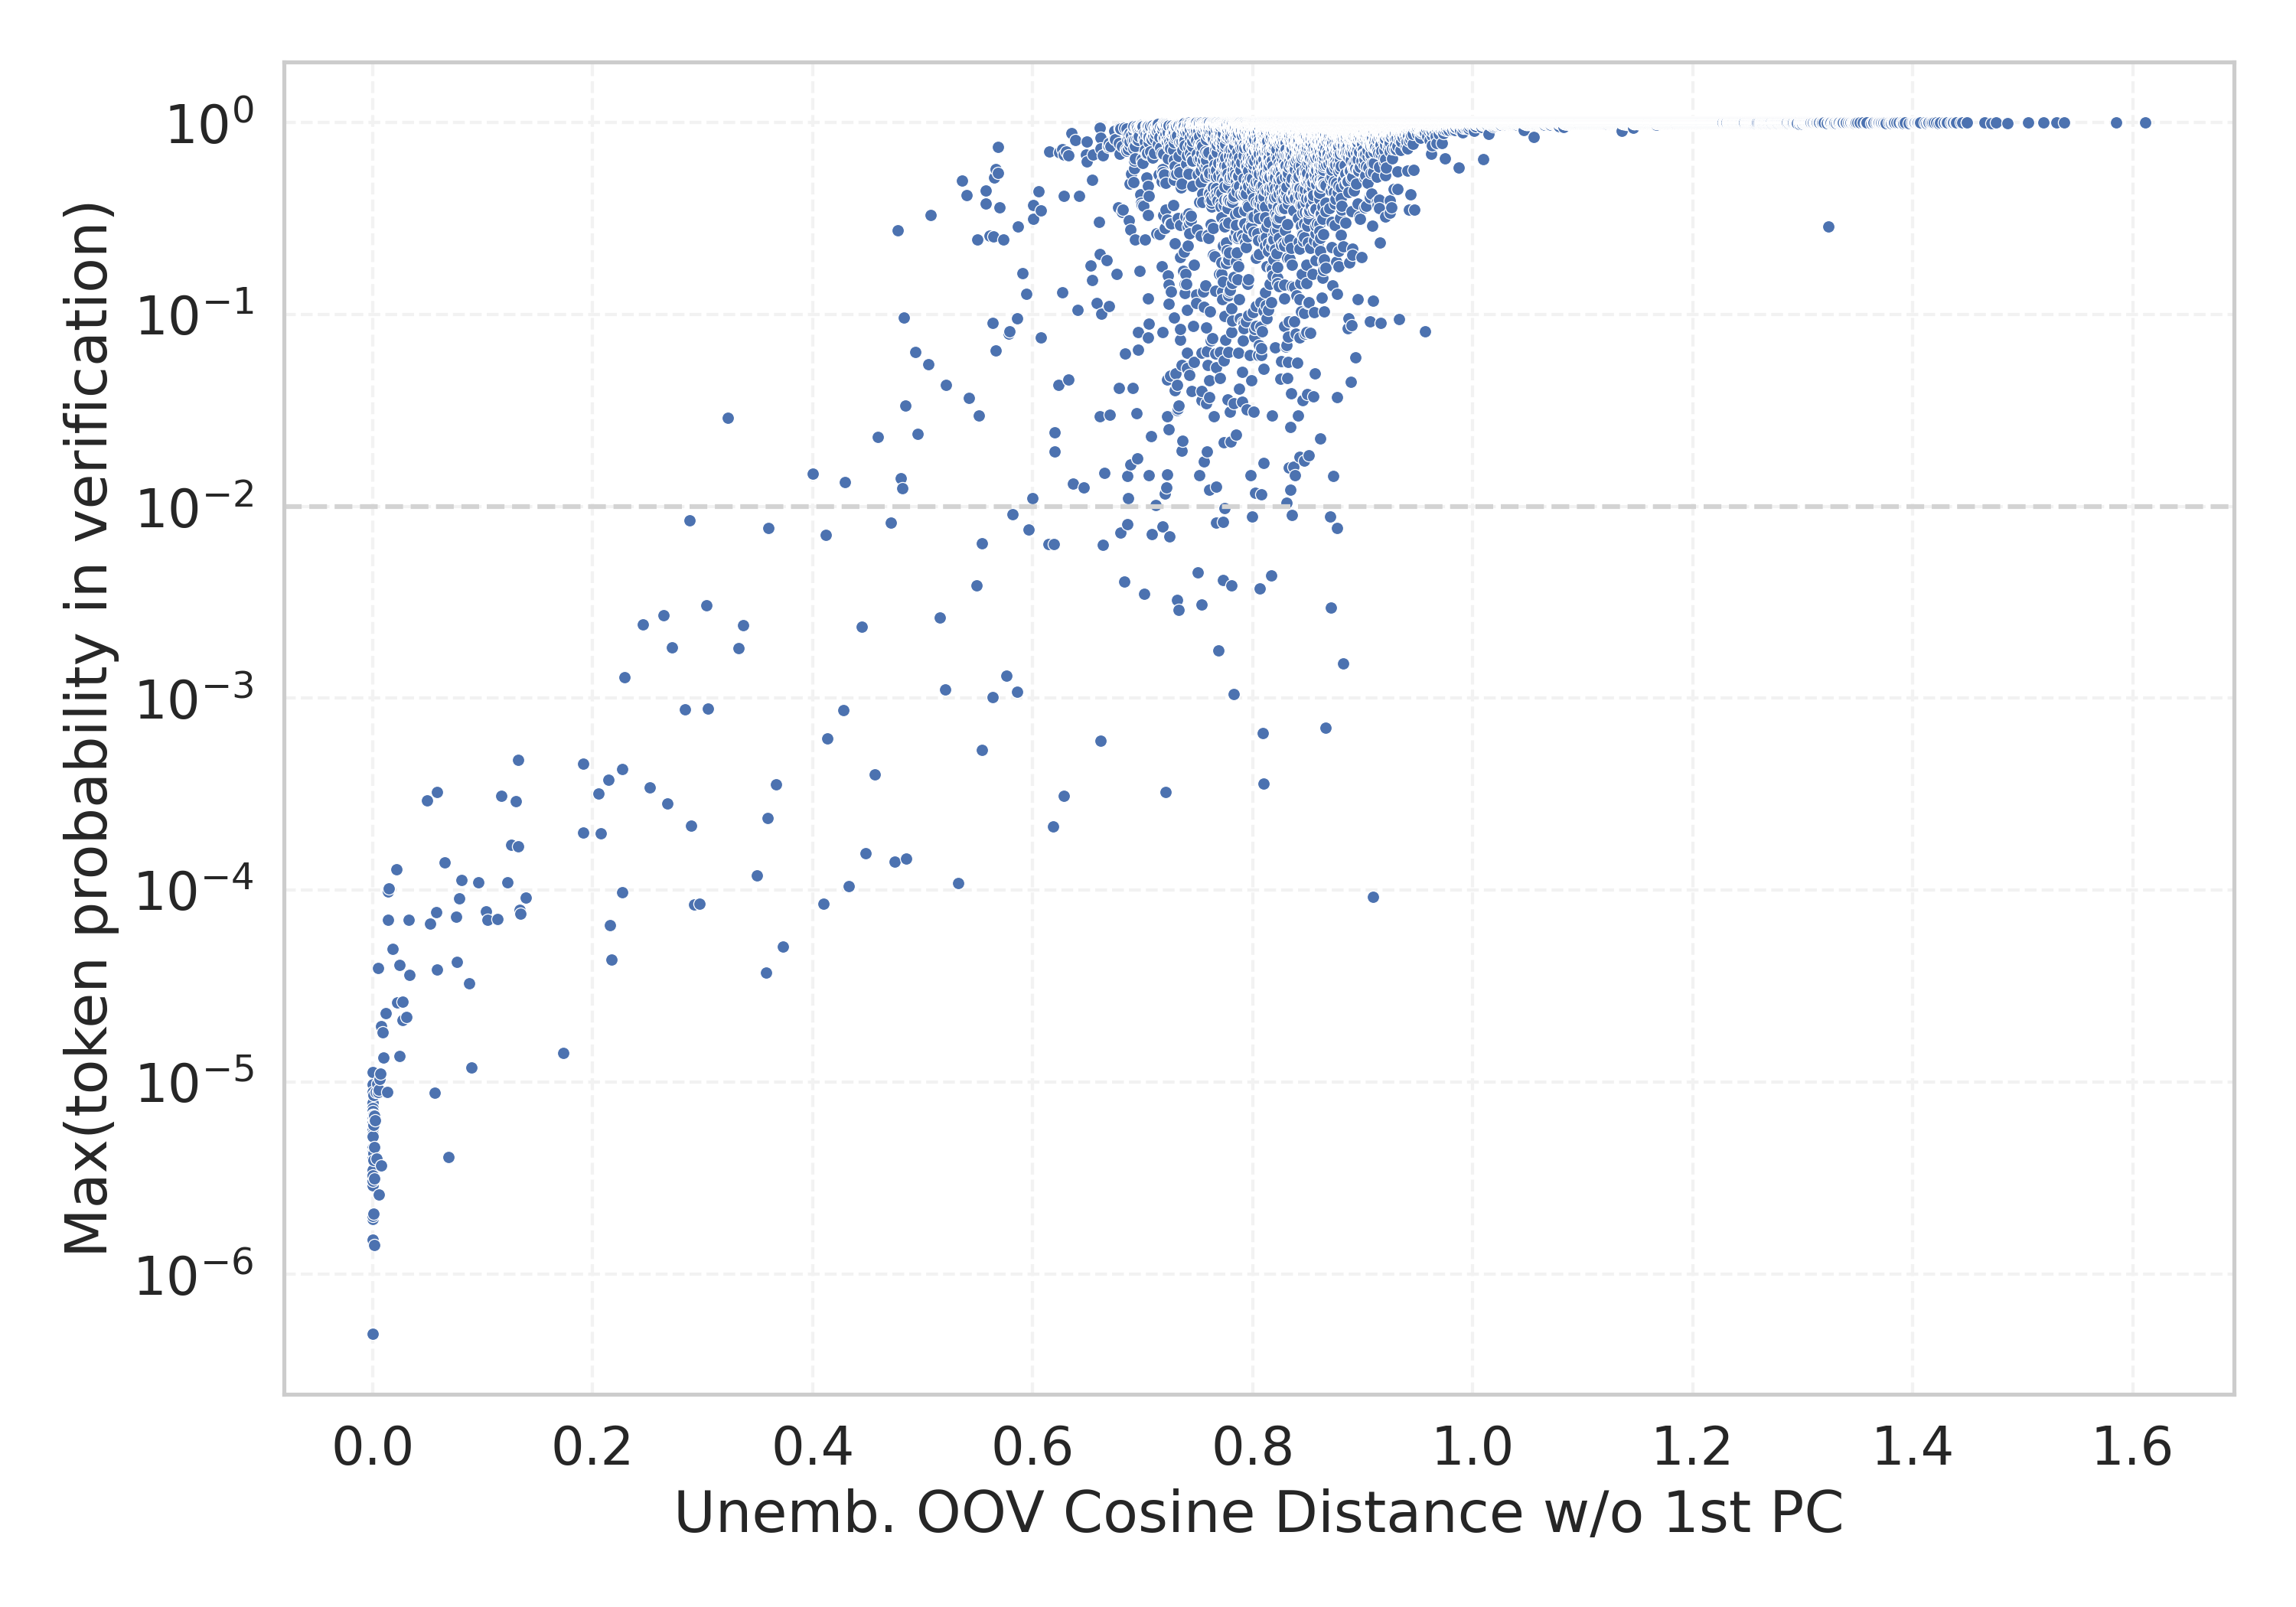 Max(token probability in verification)
10⁰
10⁻¹
10⁻²
10⁻³
10⁻⁴
10⁻⁵
10⁻⁶
0.0 0.2 0.4 0.6 0.8 1.0 1.2 1.4 1.6
Unemb. OOV Cosine Distance w/o 1st PC